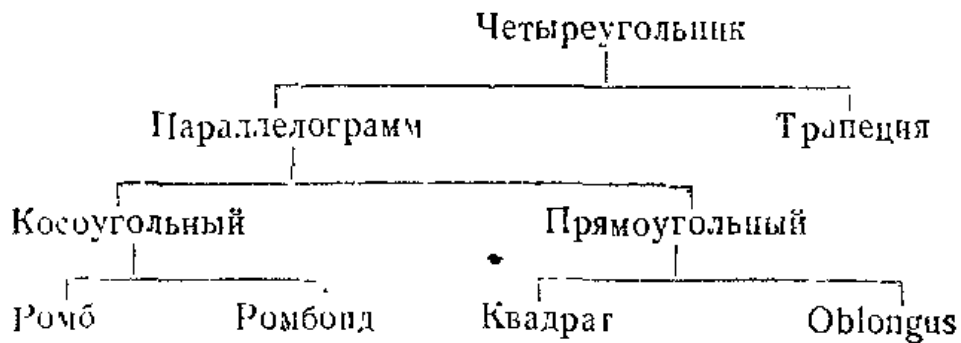 Четыреугольник
Параллелограмм Трапеция
Косоугольный Прямоугольный
Ромб Ромбоид Квадрат Oblongus